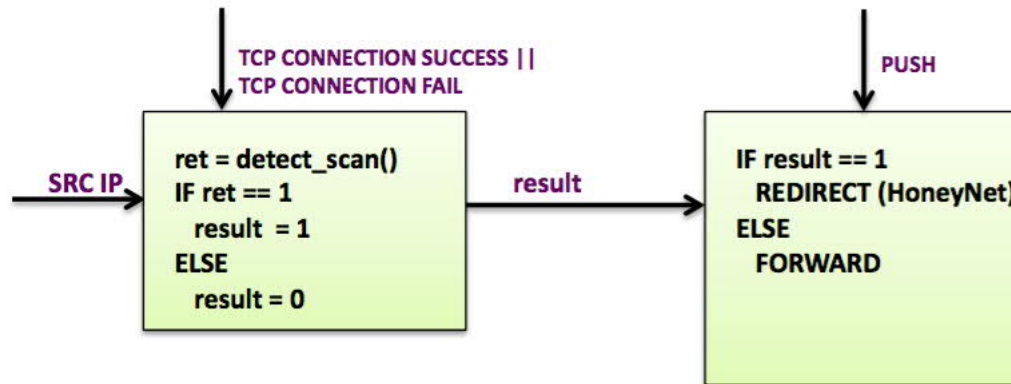 TCP CONNECTION SUCCESS ||
TCP CONNECTION FAIL
SRC IP
ret = detect_scan()
IF ret == 1
result = 1
ELSE
result = 0
result
PUSH
IF result == 1
REDIRECT (HoneyNet)
ELSE
FORWARD